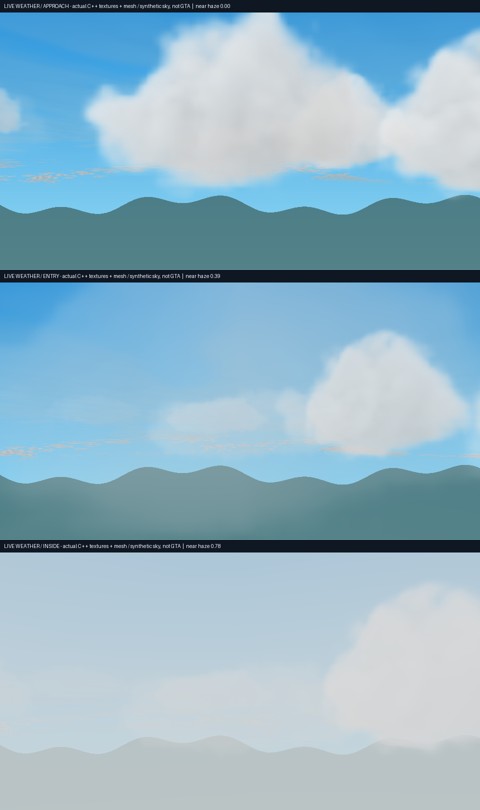 LIVE WEATHER / APPROACH - actual C++ textures + mesh / synthetic sky, not GTA | near haze 0.00
LIVE WEATHER / ENTRY - actual C++ textures + mesh / synthetic sky, not GTA | near haze 0.39
LIVE WEATHER / INSIDE - actual C++ textures + mesh / synthetic sky, not GTA | near haze 0.78